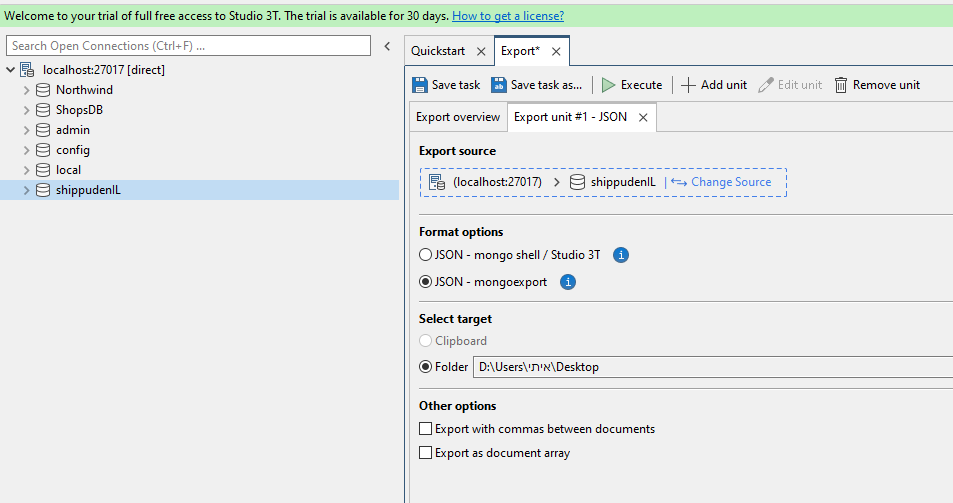 Welcome to your trial of full free access to Studio 3T. The trial is available for 30 days. How to get a license?
Search Open Connections (Ctrl+F) ...
localhost:27017 [direct]
Northwind
ShopsDB
admin
config
local
shippudenIL
Quickstart
Export*
Save task
Save task as...
Execute
Add unit
Edit unit
Remove unit
Export overview
Export unit #1 - JSON
Export source
(localhost:27017)
shippudenIL
Change Source
Format options
JSON - mongo shell / Studio 3T
JSON - mongoexport
Select target
Clipboard
Folder
D:\Users\איתי\Desktop
Other options
Export with commas between documents
Export as document array